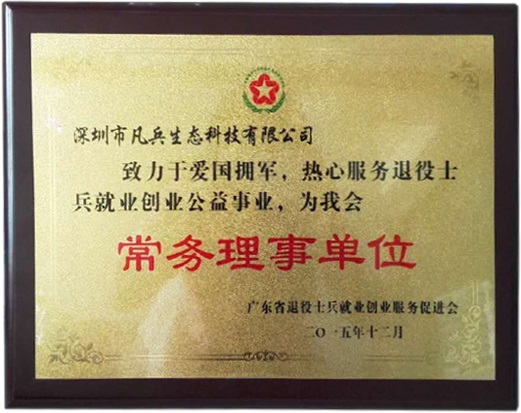 深圳市凡兵生态科技有限公司
致力于爱国拥军，热心服务退役士
兵就业创业公益事业，为我会
常务理事单位
广东省退役士兵就业创业服务促进会
二〇一五年十二月